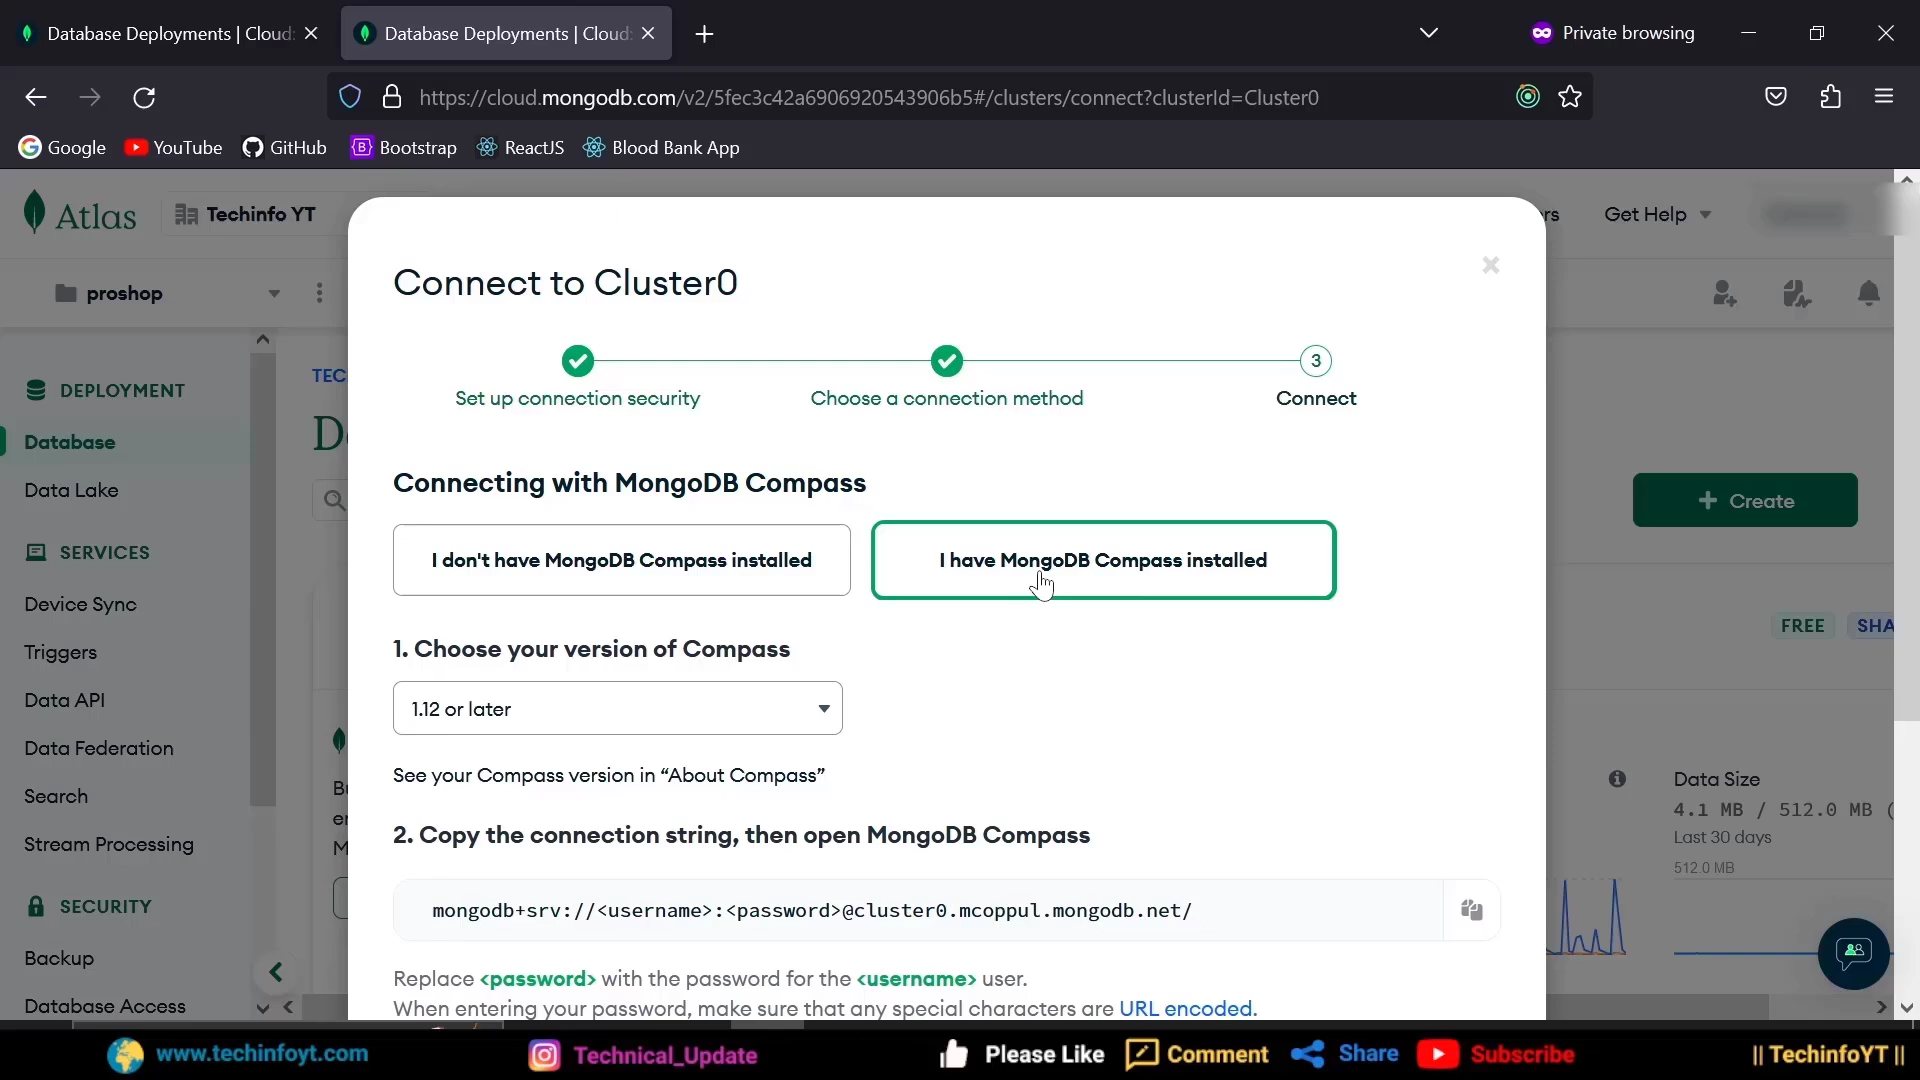 Database Deployments | Cloud:
Database Deployments | Cloud:
Private browsing
https://cloud.mongodb.com/v2/5fec3c42a6906920543906b5#/clusters/connect?clusterId=Cluster0
Google
YouTube
GitHub
Bootstrap
ReactJS
Blood Bank App
Atlas
Techinfo YT
rs
Get Help
proshop
DEPLOYMENT
Database
Data Lake
SERVICES
Device Sync
Triggers
Data API
Data Federation
Search
Stream Processing
SECURITY
Backup
Database Access
TEC
D
Bu
er
M
Connect to Cluster0
3
Set up connection security
Choose a connection method
Connect
Connecting with MongoDB Compass
I don't have MongoDB Compass installed
I have MongoDB Compass installed
1. Choose your version of Compass
1.12 or later
See your Compass version in “About Compass”
2. Copy the connection string, then open MongoDB Compass
mongodb+srv://<username>:<password>@cluster0.mcoppul.mongodb.net/
Replace <password> with the password for the <username> user.
When entering your password, make sure that any special characters are URL encoded.
+ Create
FREE
SHA
Data Size
4.1 MB / 512.0 MB (
Last 30 days
512.0 MB
www.techinfoyt.com
Technical_Update
Please Like
Comment
Share
Subscribe
|| TechinfoYT ||